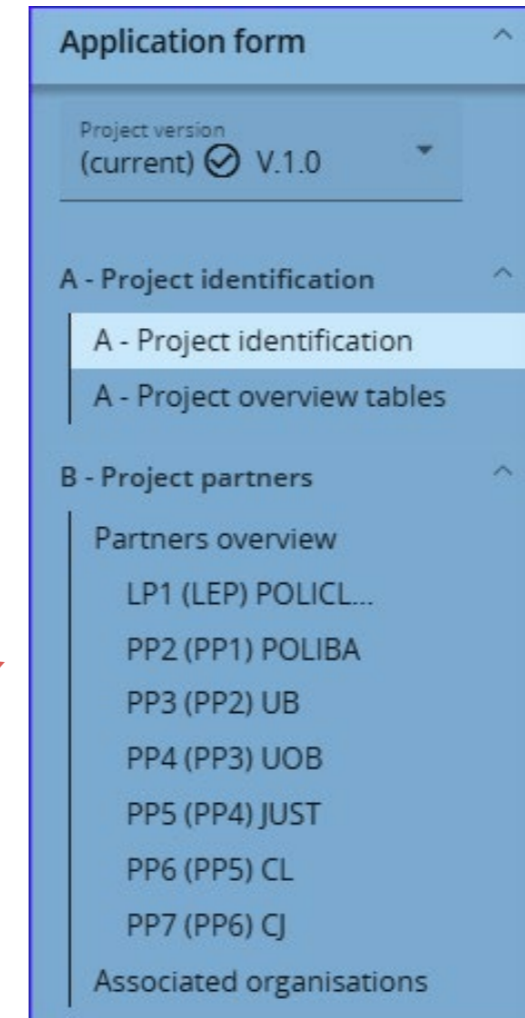 Application form
Project version
(current) V.1.0
A - Project identification
A - Project identification
A - Project overview tables
B - Project partners
Partners overview
LP1 (LEP) POLICL...
PP2 (PP1) POLIBA
PP3 (PP2) UB
PP4 (PP3) UOB
PP5 (PP4) JUST
PP6 (PP5) CL
PP7 (PP6) CJ
Associated organisations